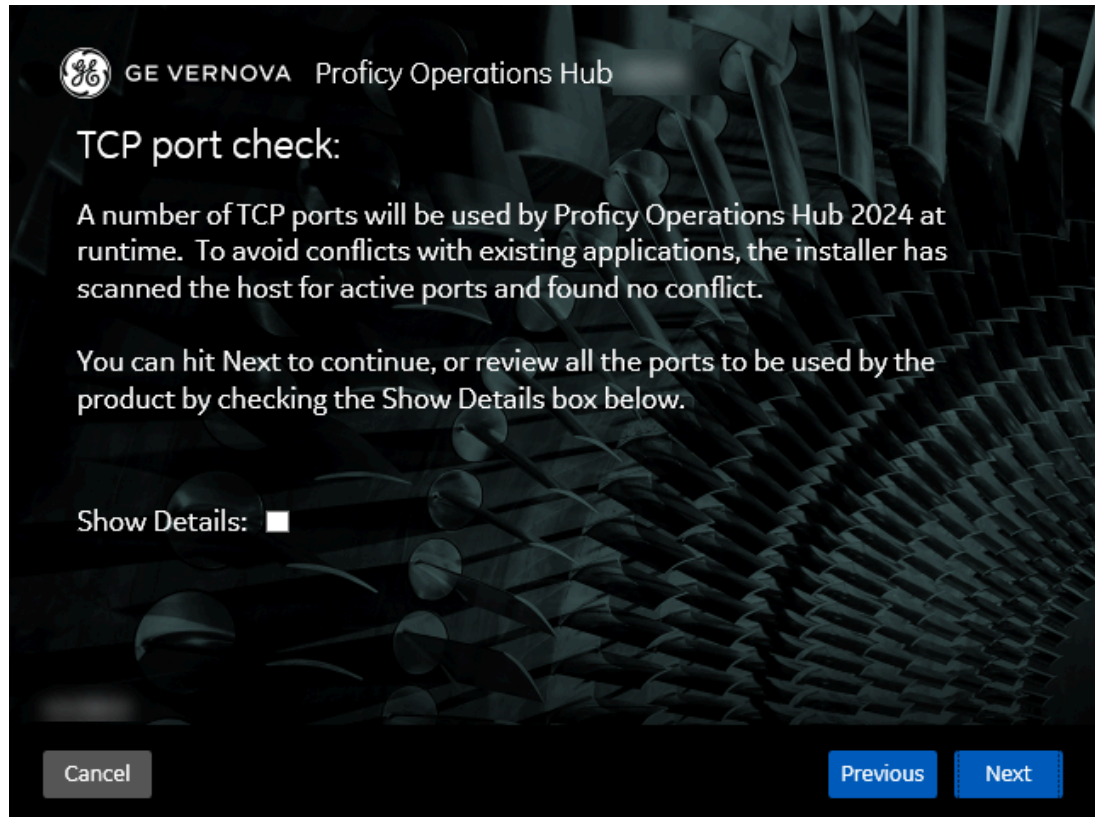 GE VERNOVA Proficy Operations Hub
TCP port check:
A number of TCP ports will be used by Proficy Operations Hub 2024 at
runtime. To avoid conflicts with existing applications, the installer has
scanned the host for active ports and found no conflict.
You can hit Next to continue, or review all the ports to be used by the
product by checking the Show Details box below.
Show Details:
Cancel
Previous
Next